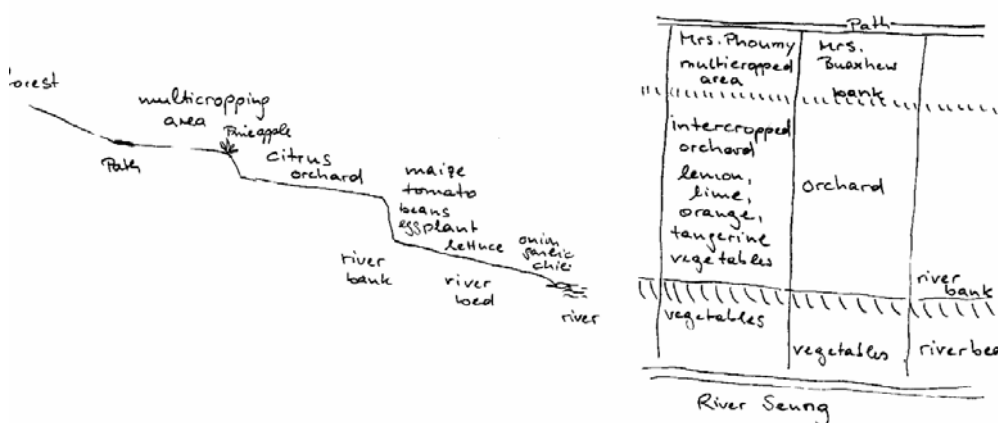 orest
multicropping
area
Pineapple
Path
citrus
orchard
maize
tomato
beans
eggplant
lettuce
onion
garlic
chili
river
bank
river
bed
river
Path
Mrs. Phoumy
multicropped
area
Mrs.
Buaxhew
bank
intercropped
orchard
lemon,
lime,
orange,
tangerine
vegetables
orchard
river
bank
vegetables
vegetables
riverbed
River Seung